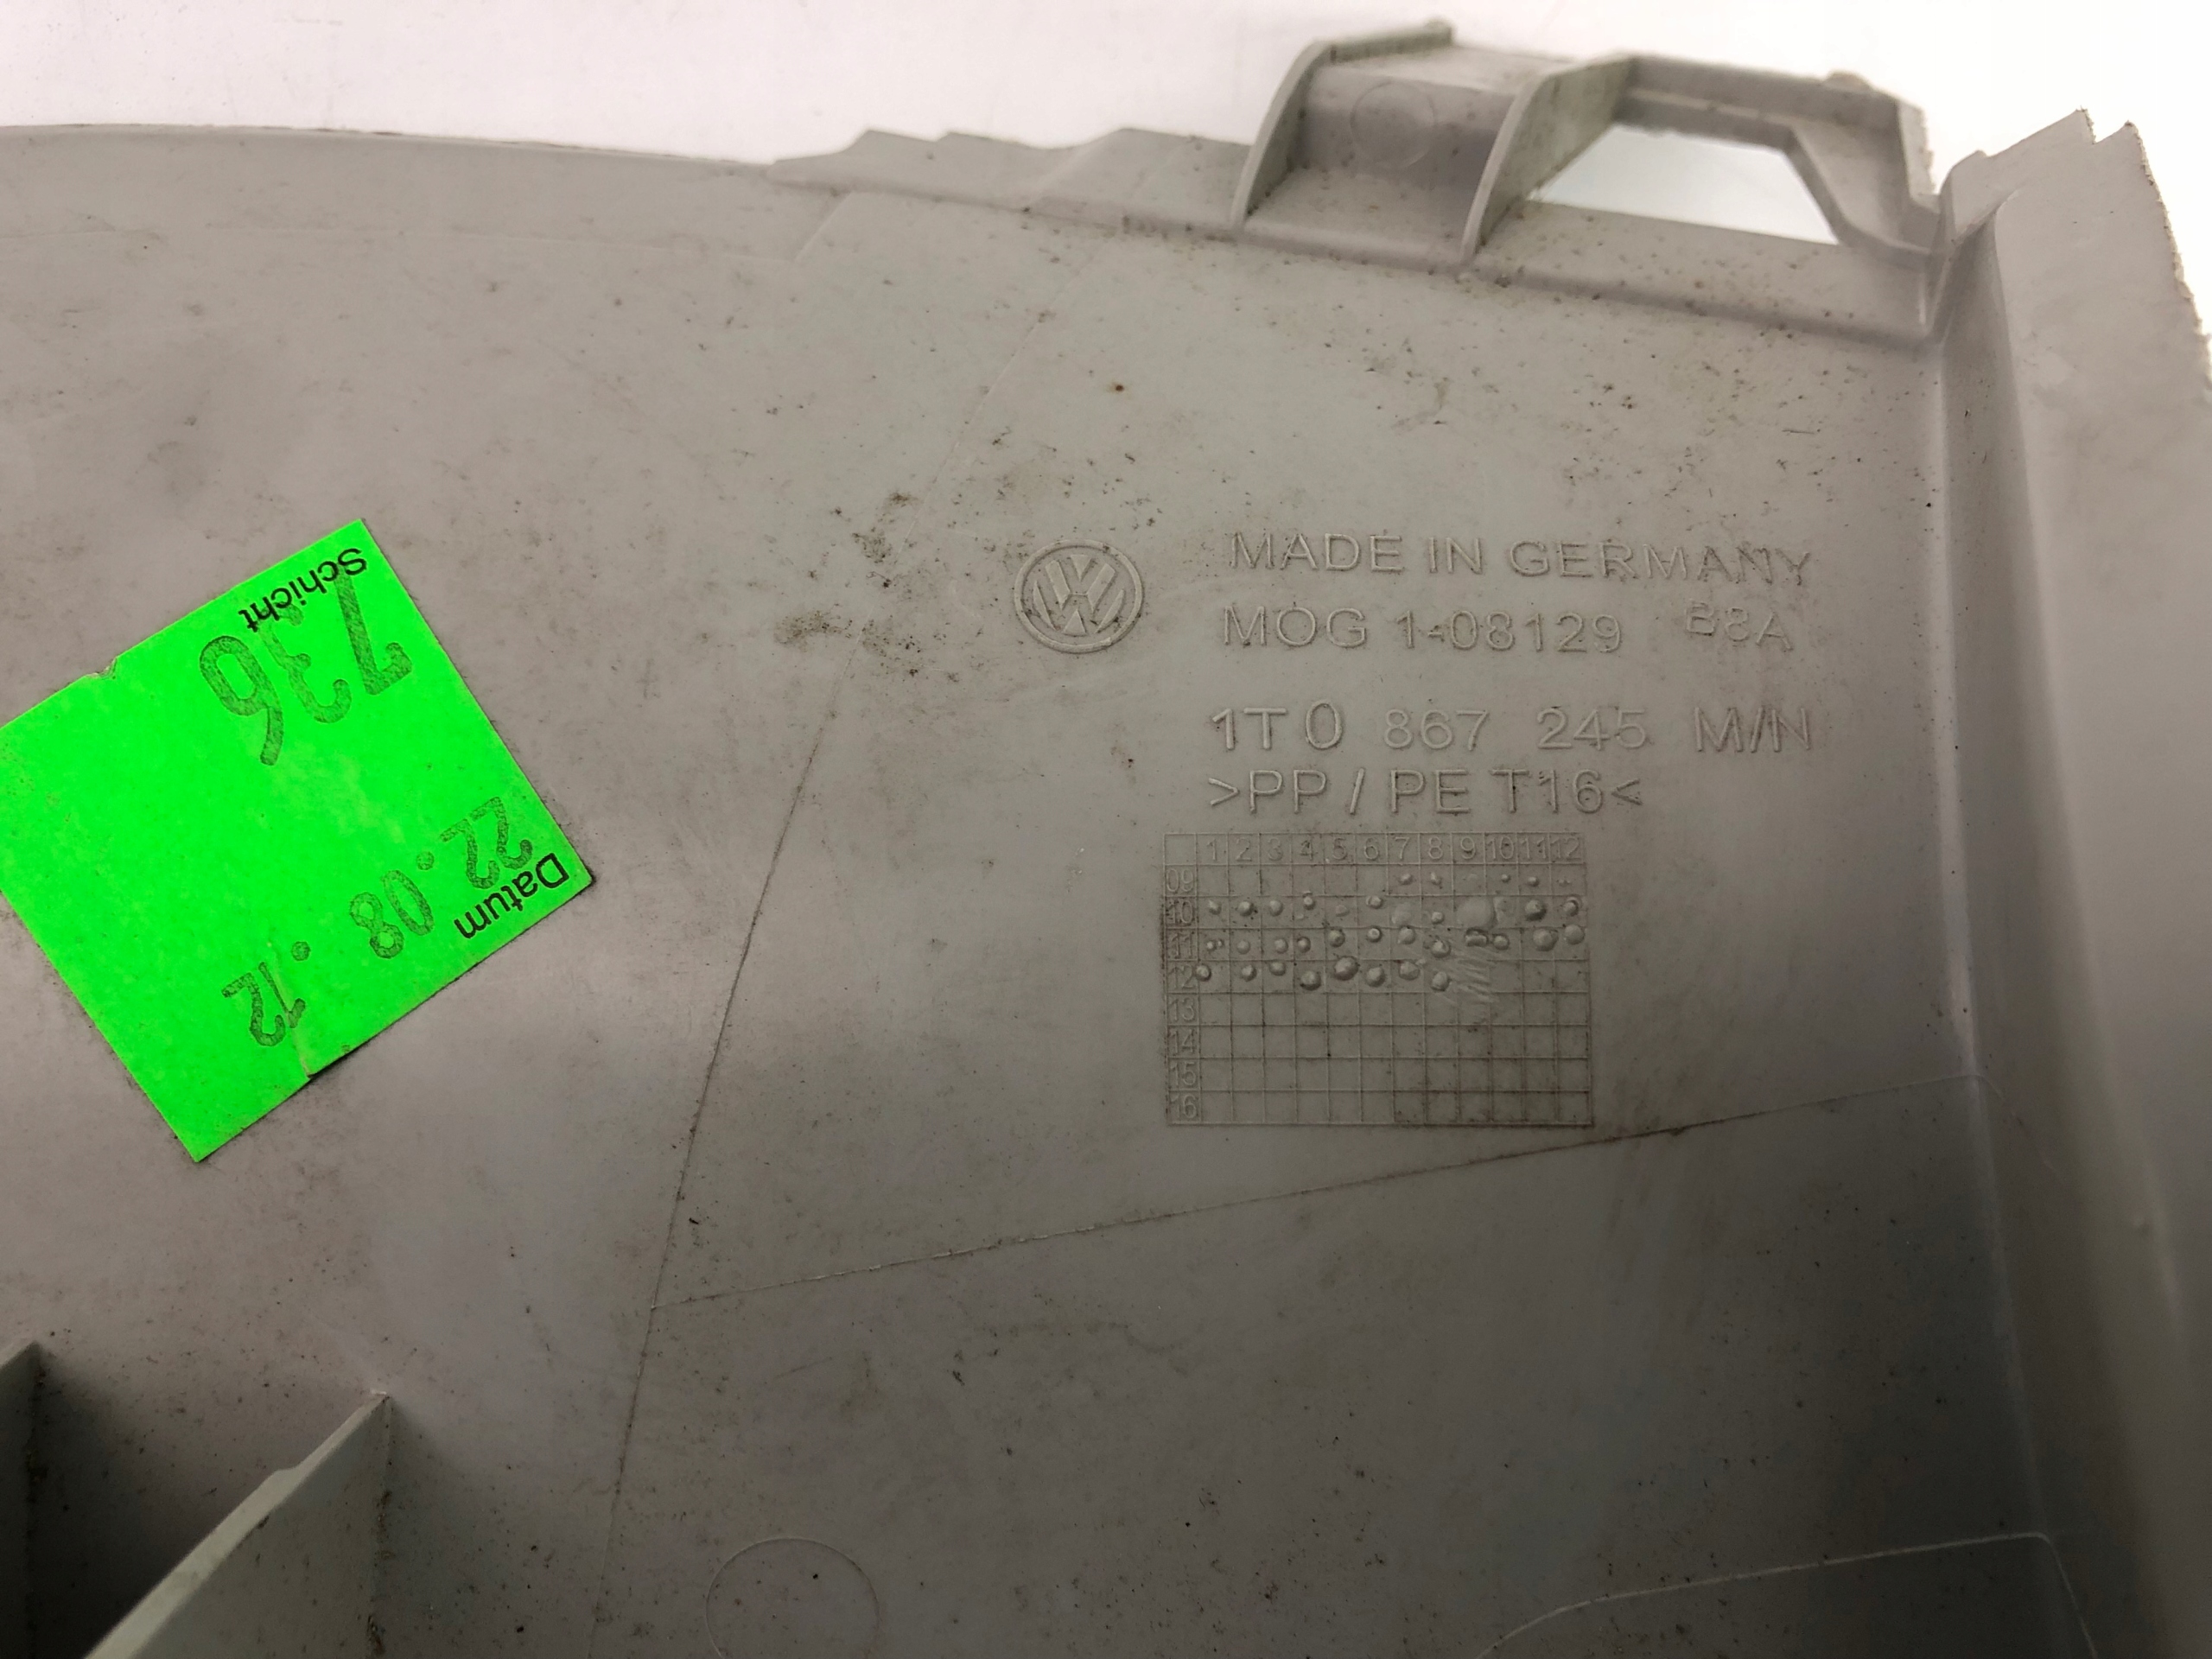 Schicht
736
Datum
22.08.12
MADE IN GERMANY
MOG 1-08129 B8A
1T0 867 245 M/N
>PP / PE T16<
1 2 3 4 5 6 7 8 9 10 11 12
09
10
11
12
13
14
15
16